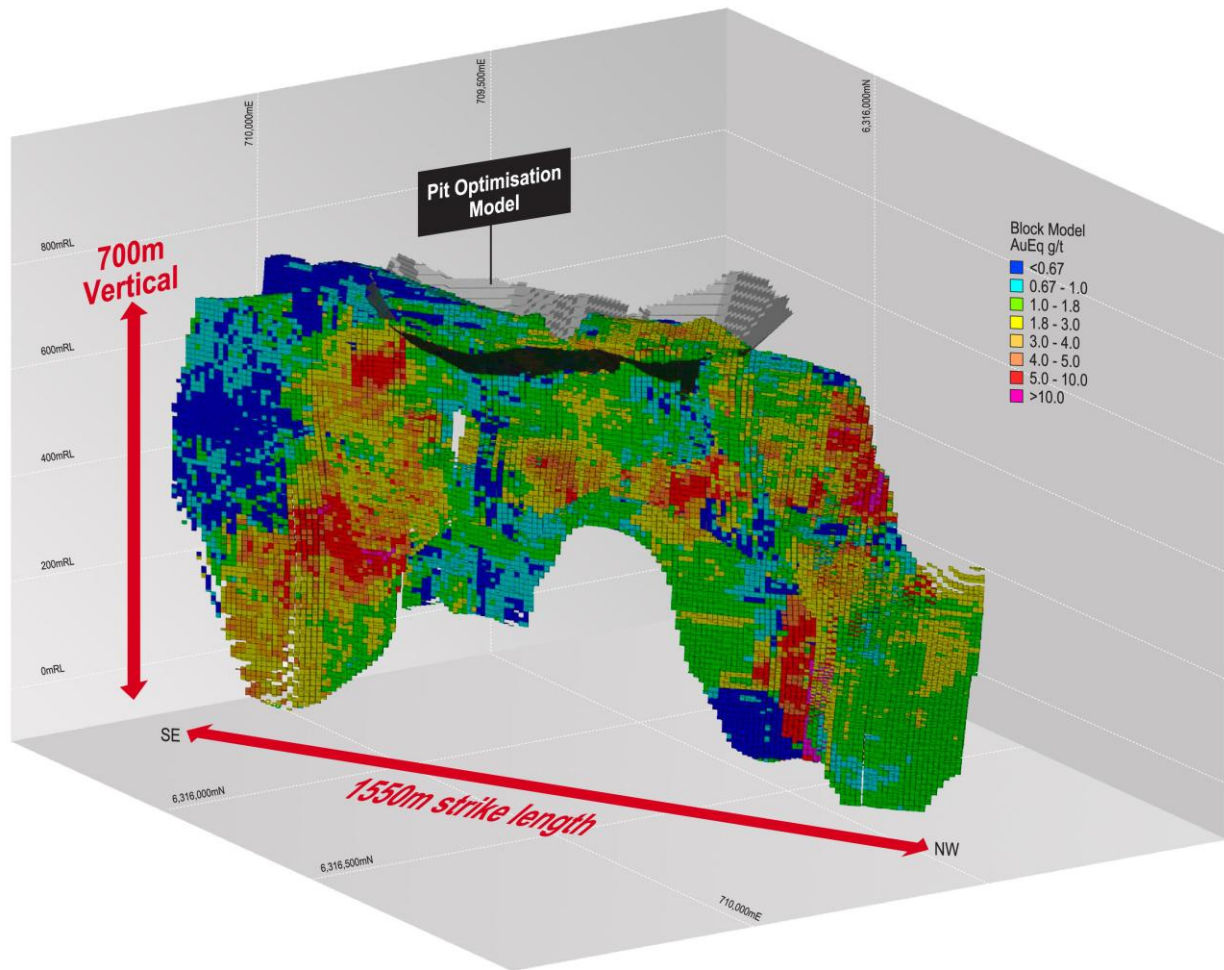 710,000mE
709,500mE
6,316,000mN
Pit Optimisation
Model
800mRL
700m
Vertical
600mRL
400mRL
200mRL
0mRL
Block Model
AuEq g/t
<0.67
0.67 - 1.0
1.0 - 1.8
1.8 - 3.0
3.0 - 4.0
4.0 - 5.0
5.0 - 10.0
>10.0
SE
1550m strike length
NW
6,316,000mN
6,316,500mN
710,000mE